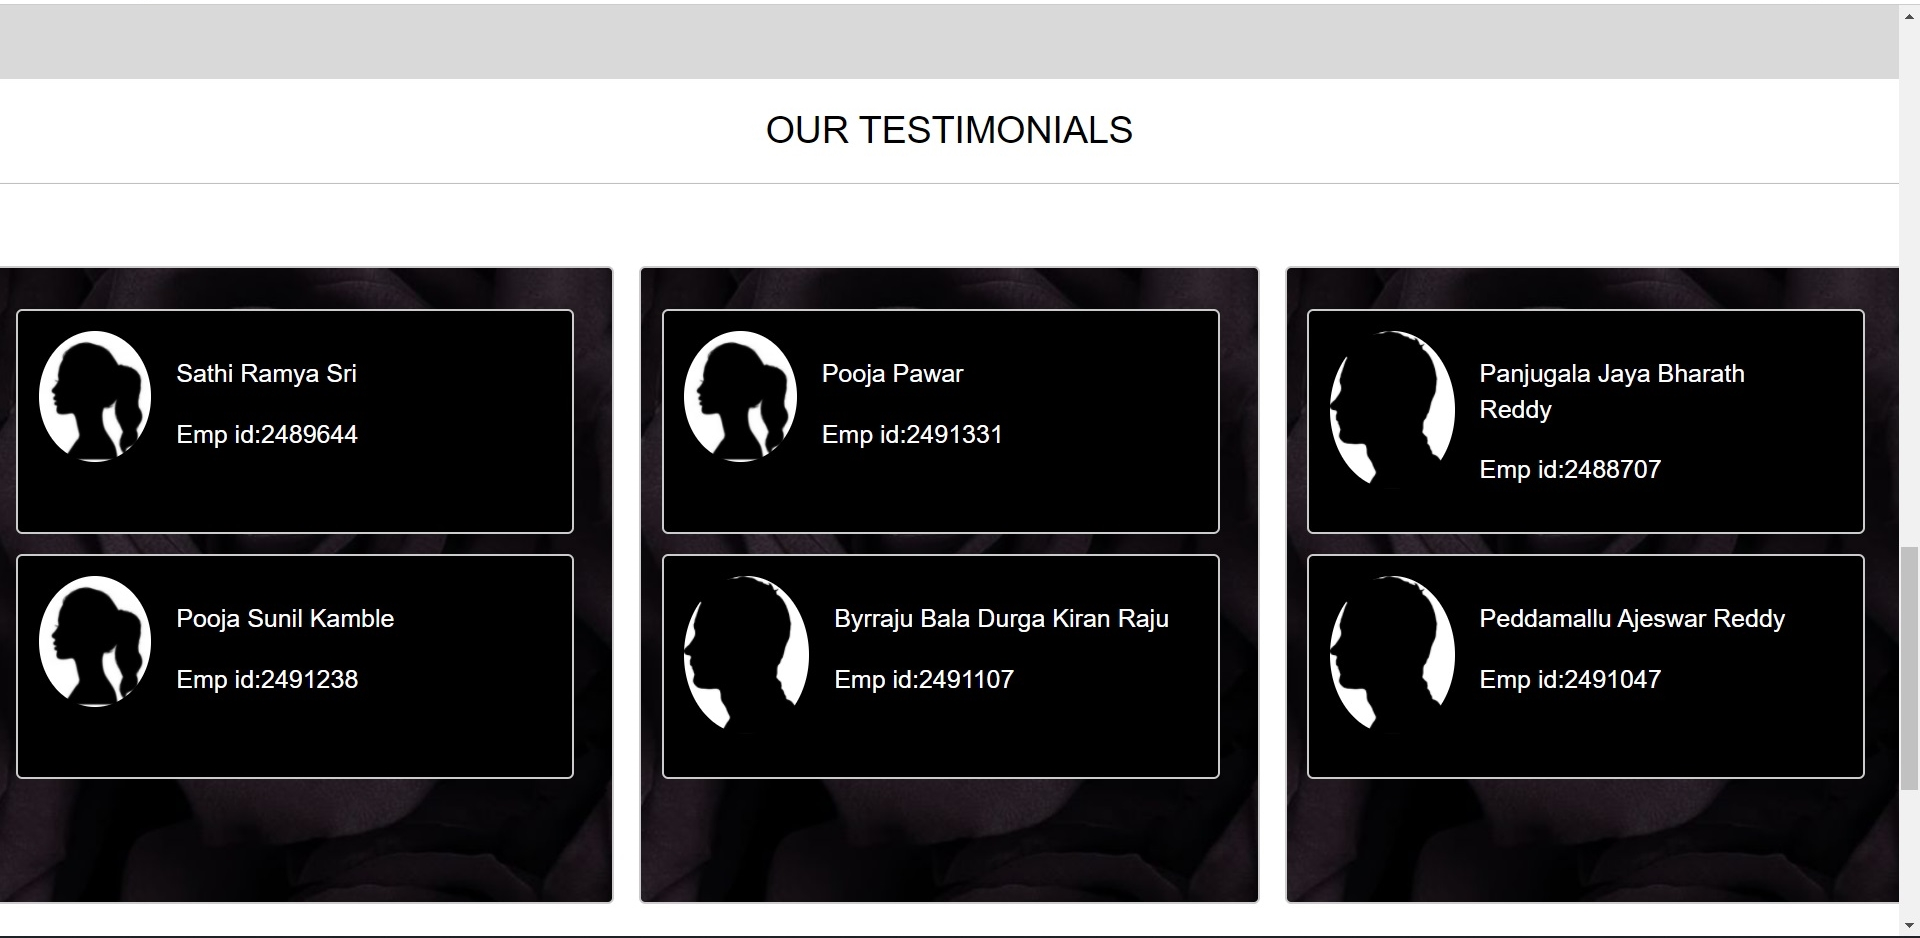 OUR TESTIMONIALS
Sathi Ramya Sri
Emp id:2489644
Pooja Sunil Kamble
Emp id:2491238
Pooja Pawar
Emp id:2491331
Byrraju Bala Durga Kiran Raju
Emp id:2491107
Panjugala Jaya Bharath
Reddy
Emp id:2488707
Peddamallu Ajeswar Reddy
Emp id:2491047